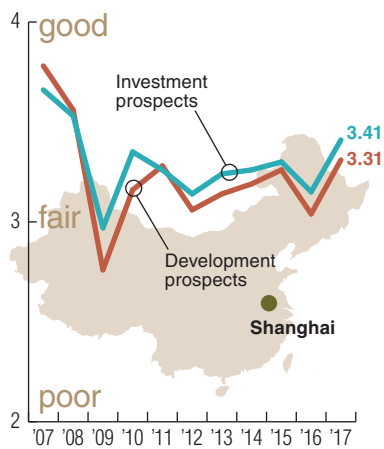 4
good
Investment
prospects
3.41
3.31
3
fair
Development
prospects
Shanghai
poor
2
'07 '08 '09 '10 '11 '12 '13 '14 '15 '16 '17